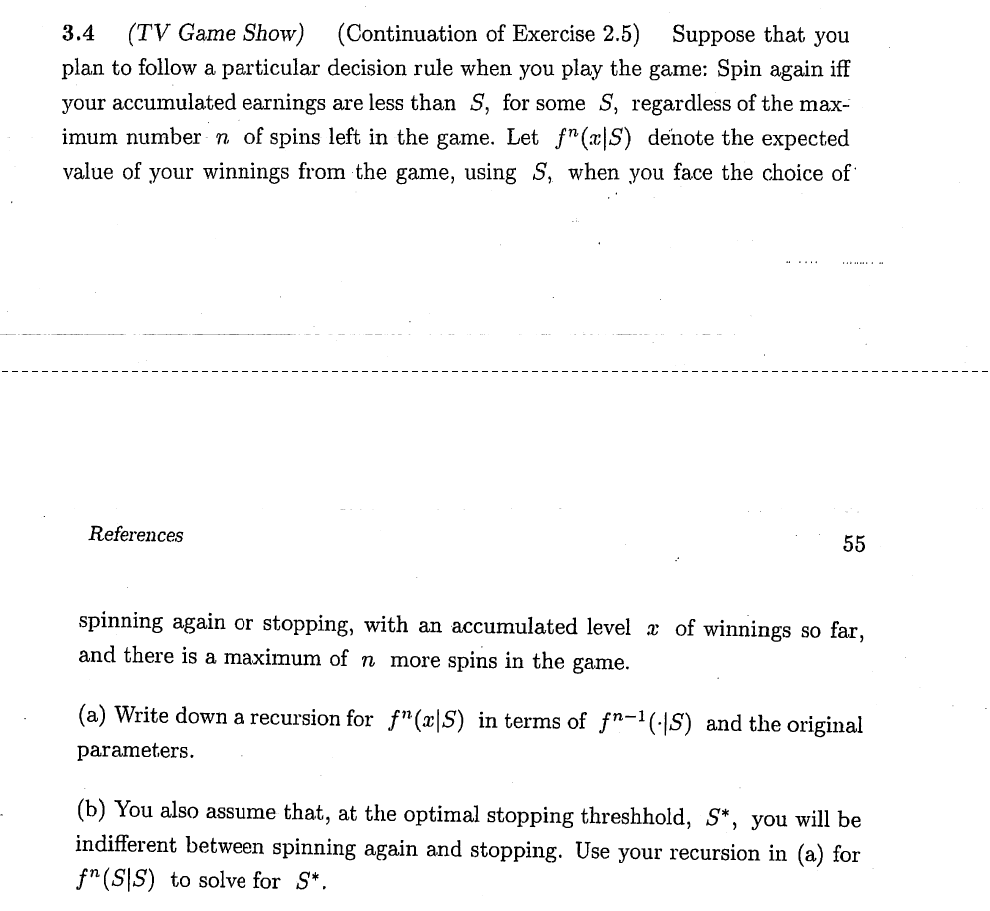 3.4 (TV Game Show) (Continuation of Exercise 2.5) Suppose that you
plan to follow a particular decision rule when you play the game: Spin again iff
your accumulated earnings are less than S, for some S, regardless of the max-
imum number n of spins left in the game. Let fⁿ(x|S) denote the expected
value of your winnings from the game, using S, when you face the choice of
References
55
spinning again or stopping, with an accumulated level x of winnings so far,
and there is a maximum of n more spins in the game.
(a) Write down a recursion for fⁿ(x|S) in terms of fⁿ⁻¹(·|S) and the original
parameters.
(b) You also assume that, at the optimal stopping threshhold, S*, you will be
indifferent between spinning again and stopping. Use your recursion in (a) for
fⁿ(S|S) to solve for S*.